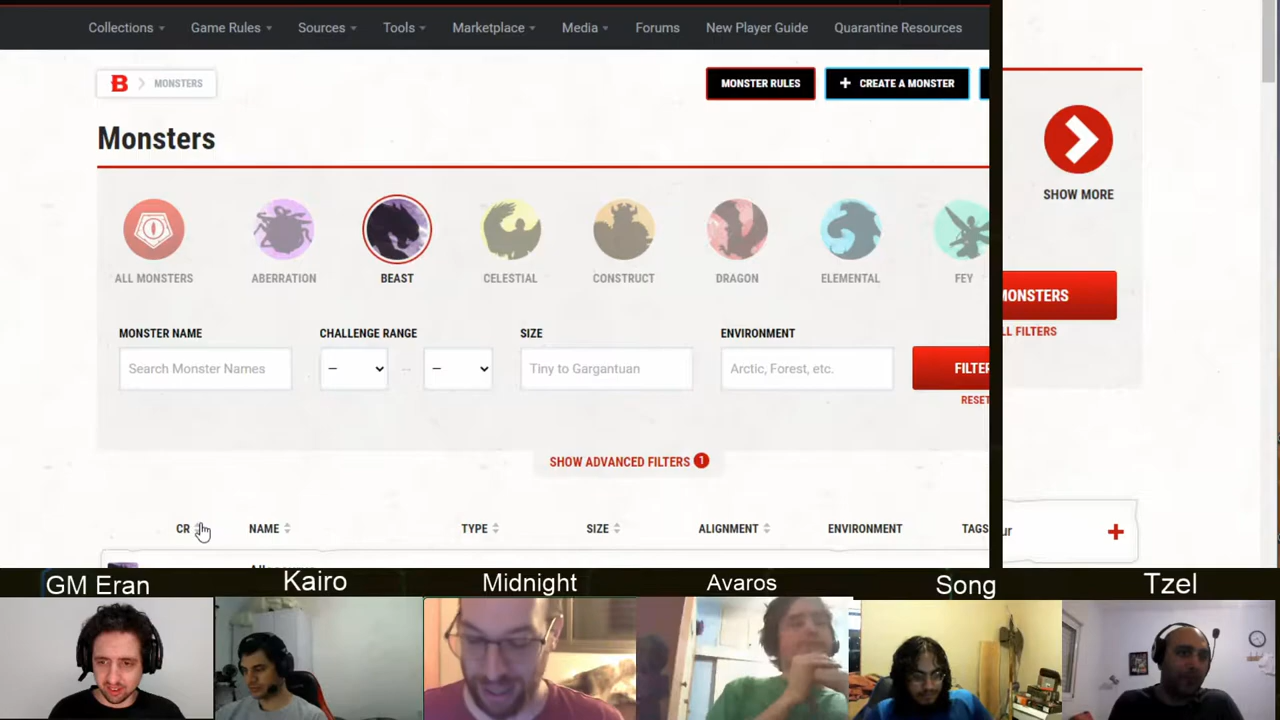 Collections Game Rules Sources Tools Marketplace Media Forums New Player Guide Quarantine Resources
B MONSTERS
MONSTER RULES + CREATE A MONSTER
Monsters
SHOW MORE
ALL MONSTERS ABERRATION BEAST CELESTIAL CONSTRUCT DRAGON ELEMENTAL FEY
MONSTERS
LL FILTERS
MONSTER NAME CHALLENGE RANGE SIZE ENVIRONMENT
Search Monster Names – -- – Tiny to Gargantuan Arctic, Forest, etc. FILTER
RESET
SHOW ADVANCED FILTERS 1
CR NAME TYPE SIZE ALIGNMENT ENVIRONMENT TAGS
ur +
GM Eran Kairo Midnight Avaros Song Tzel